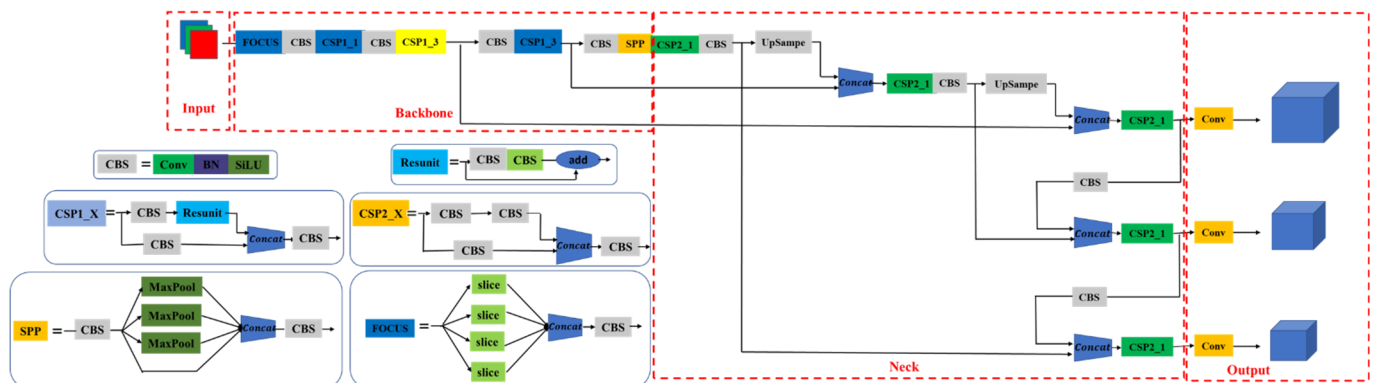 FOCUS CBS CSP1_1 CBS CSP1_3 CBS CSP1_3 CBS SPP CSP2_1 CBS UpSampe
Concat CSP2_1 CBS UpSampe
Input
Backbone
Concat CSP2_1 Conv
CBS = Conv BN SiLU
Resunit = CBS CBS add
CBS
CSP1_X = CBS Resunit
CBS
Concat CBS
CSP2_X = CBS CBS
CBS
Concat CBS
Concat CSP2_1 Conv
MaxPool
SPP = CBS MaxPool Concat CBS
MaxPool
slice
slice
FOCUS = Concat CBS
slice
slice
CBS
Concat CSP2_1 Conv
Neck
Output